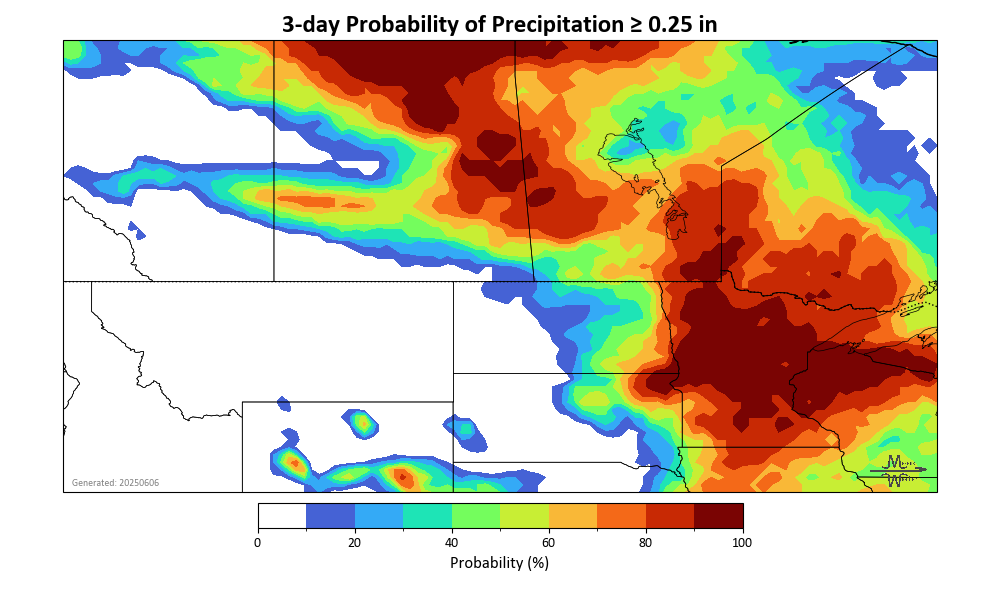 3-day Probability of Precipitation ≥ 0.25 in
Generated: 20250606
0 20 40 60 80 100
Probability (%)